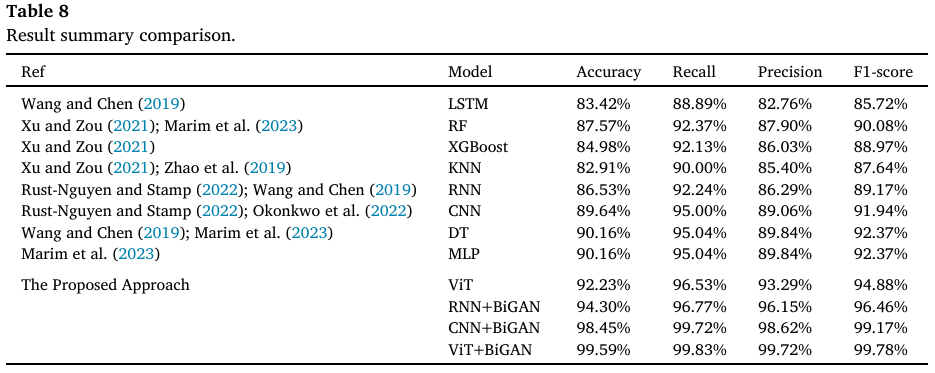 Table 8
Result summary comparison.
Ref Model Accuracy Recall Precision F1-score
Wang and Chen (2019) LSTM 83.42% 88.89% 82.76% 85.72%
Xu and Zou (2021); Marim et al. (2023) RF 87.57% 92.37% 87.90% 90.08%
Xu and Zou (2021) XGBoost 84.98% 92.13% 86.03% 88.97%
Xu and Zou (2021); Zhao et al. (2019) KNN 82.91% 90.00% 85.40% 87.64%
Rust-Nguyen and Stamp (2022); Wang and Chen (2019) RNN 86.53% 92.24% 86.29% 89.17%
Rust-Nguyen and Stamp (2022); Okonkwo et al. (2022) CNN 89.64% 95.00% 89.06% 91.94%
Wang and Chen (2019); Marim et al. (2023) DT 90.16% 95.04% 89.84% 92.37%
Marim et al. (2023) MLP 90.16% 95.04% 89.84% 92.37%
The Proposed Approach ViT 92.23% 96.53% 93.29% 94.88%
RNN+BiGAN 94.30% 96.77% 96.15% 96.46%
CNN+BiGAN 98.45% 99.72% 98.62% 99.17%
ViT+BiGAN 99.59% 99.83% 99.72% 99.78%